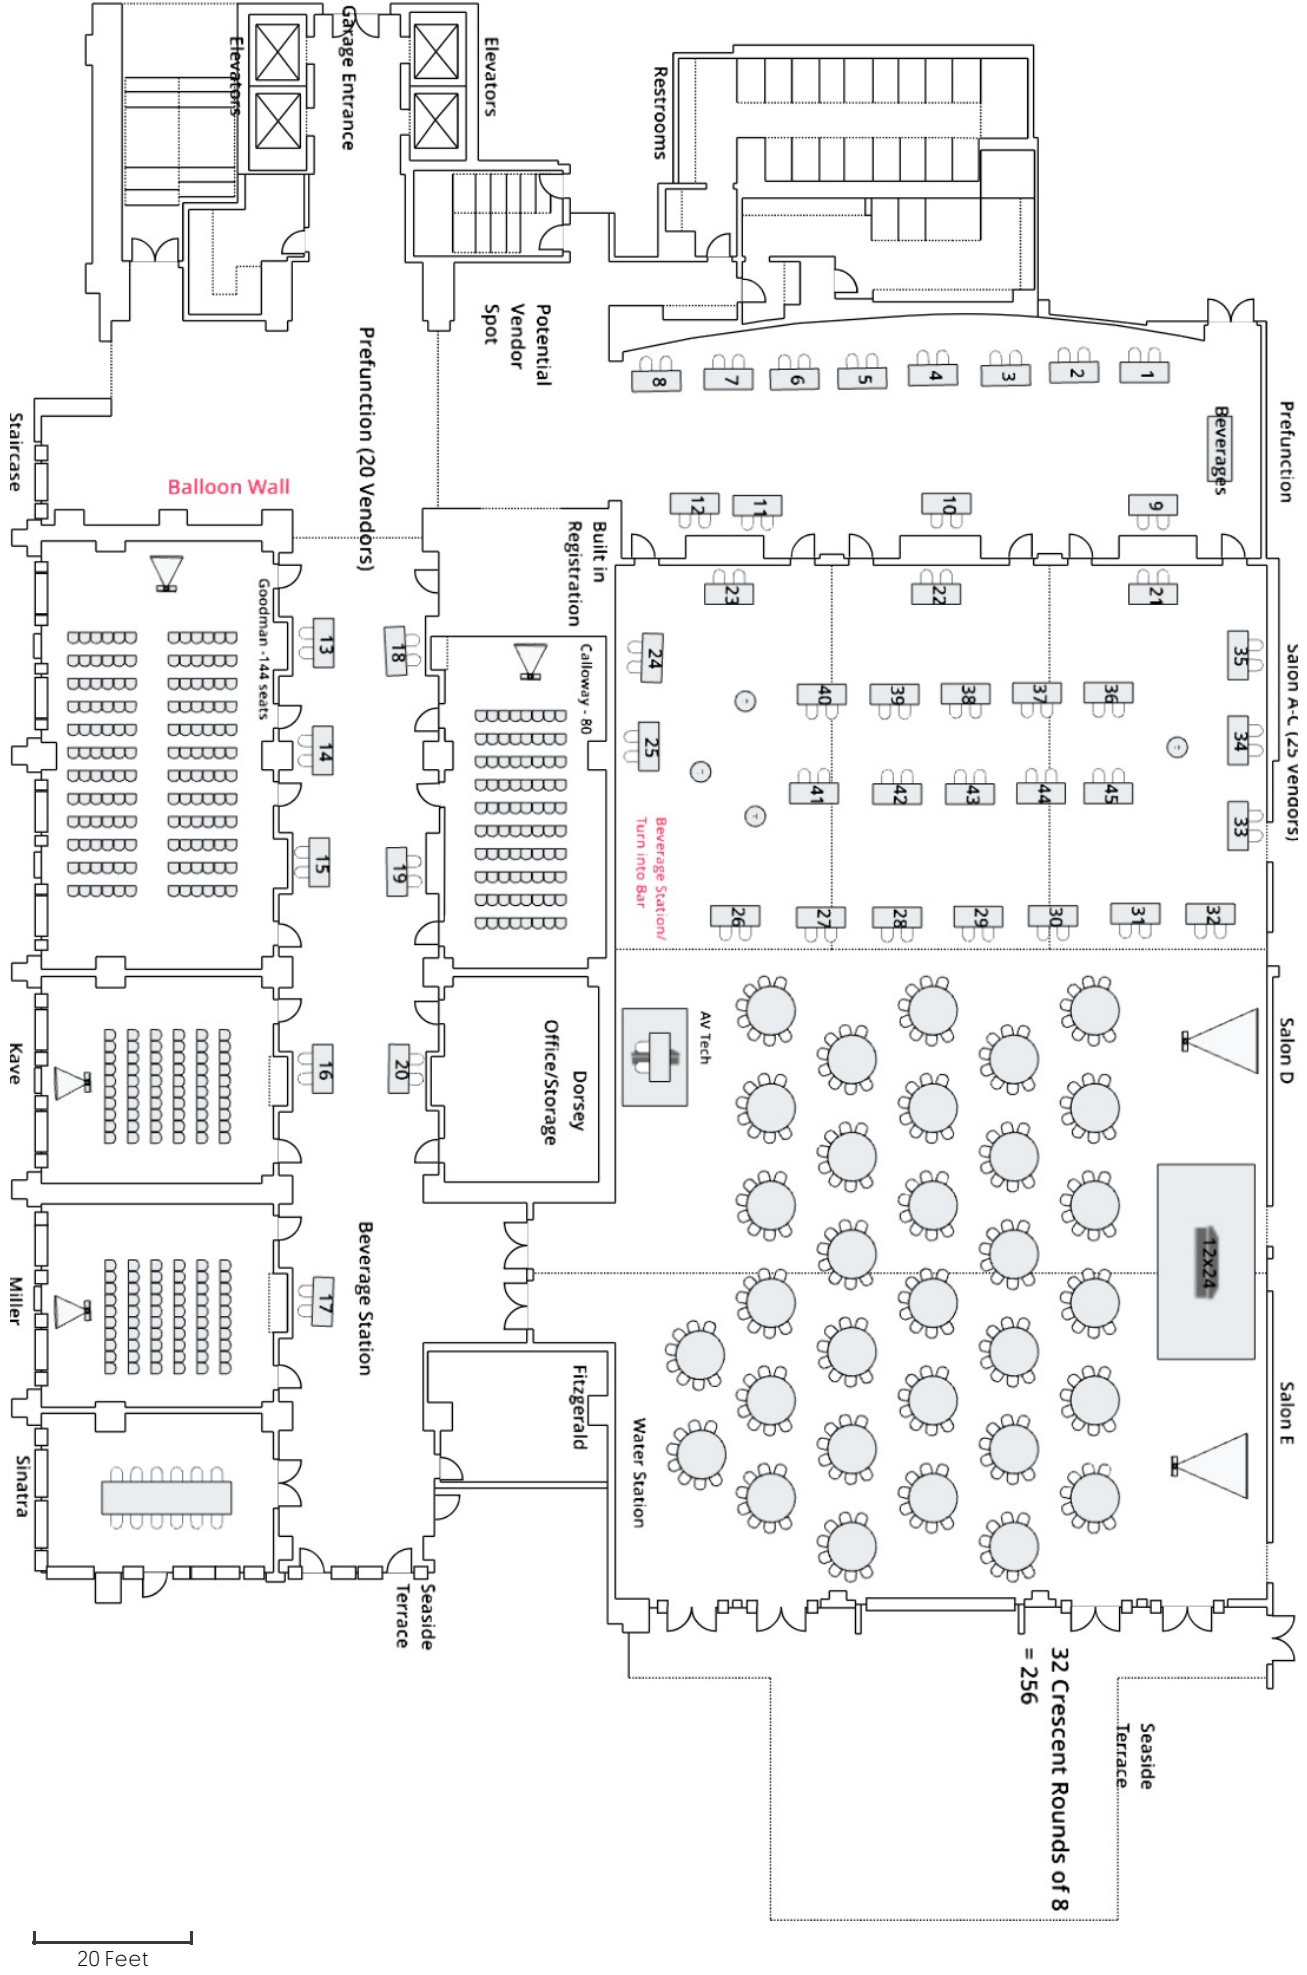 Garage Entrance
Elevators
Elevators
Restrooms
Potential
Vendor
Spot
Prefunction (20 Vendors)
Prefunction
1
2
3
4
5
6
7
8
Beverages
9
10
11
12
Staircase
Balloon Wall
Built in
Registration
Salon A-C (25 Vendors)
21
22
23
24
25
35
34
33
40
39
38
37
36
41
42
43
44
45
26
27
28
29
30
31
32
Beverage Station/
Turn into Bar
Goodman -144 seats
Calloway - 80
13
14
15
16
17
18
19
20
Dorsey
Office/Storage
AV Tech
Salon D
12x24
Salon E
Kave
Miller
Sinatra
Beverage Station
Fitzgerald
Water Station
Seaside
Terrace
32 Crescent Rounds of 8
= 256
Seaside
Terrace
20 Feet